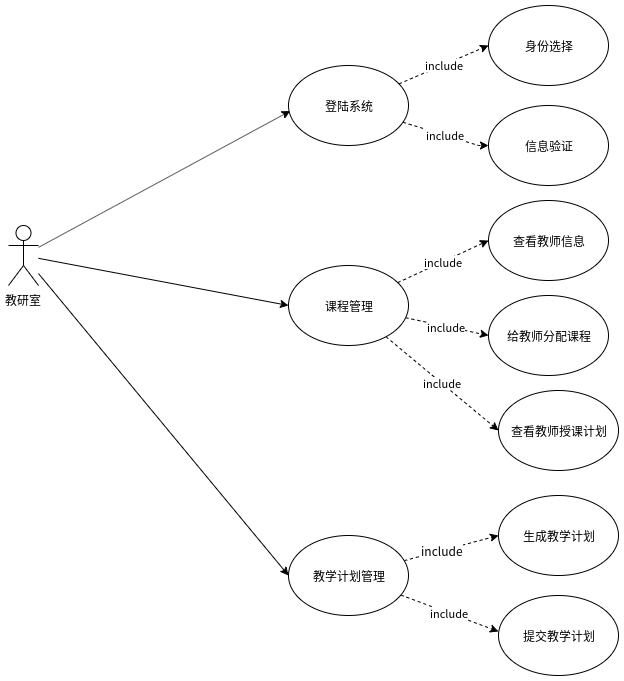 身份选择
include
登陆系统
include
信息验证
查看教师信息
include
教研室
课程管理
include
给教师分配课程
include
查看教师授课计划
生成教学计划
include
教学计划管理
include
提交教学计划